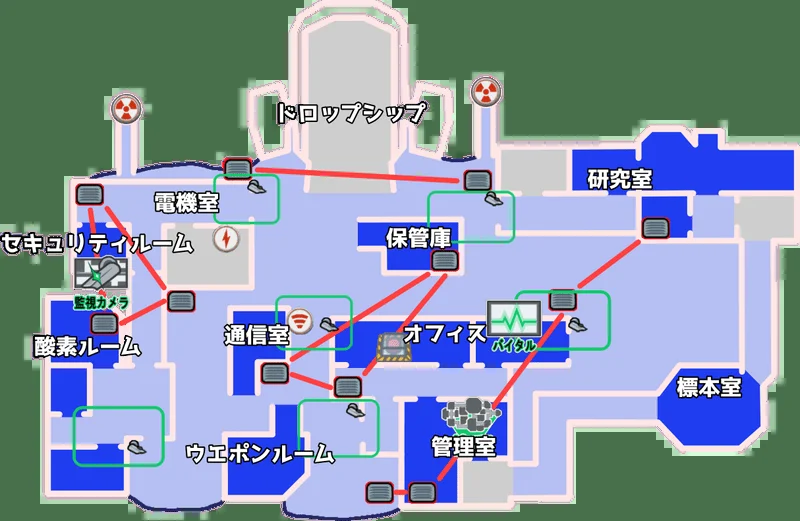 ドロップシップ
研究室
電機室
保管庫
セキュリティルーム
監視カメラ
通信室
オフィス
バイタル
酸素ルーム
標本室
管理室
ウエポンルーム